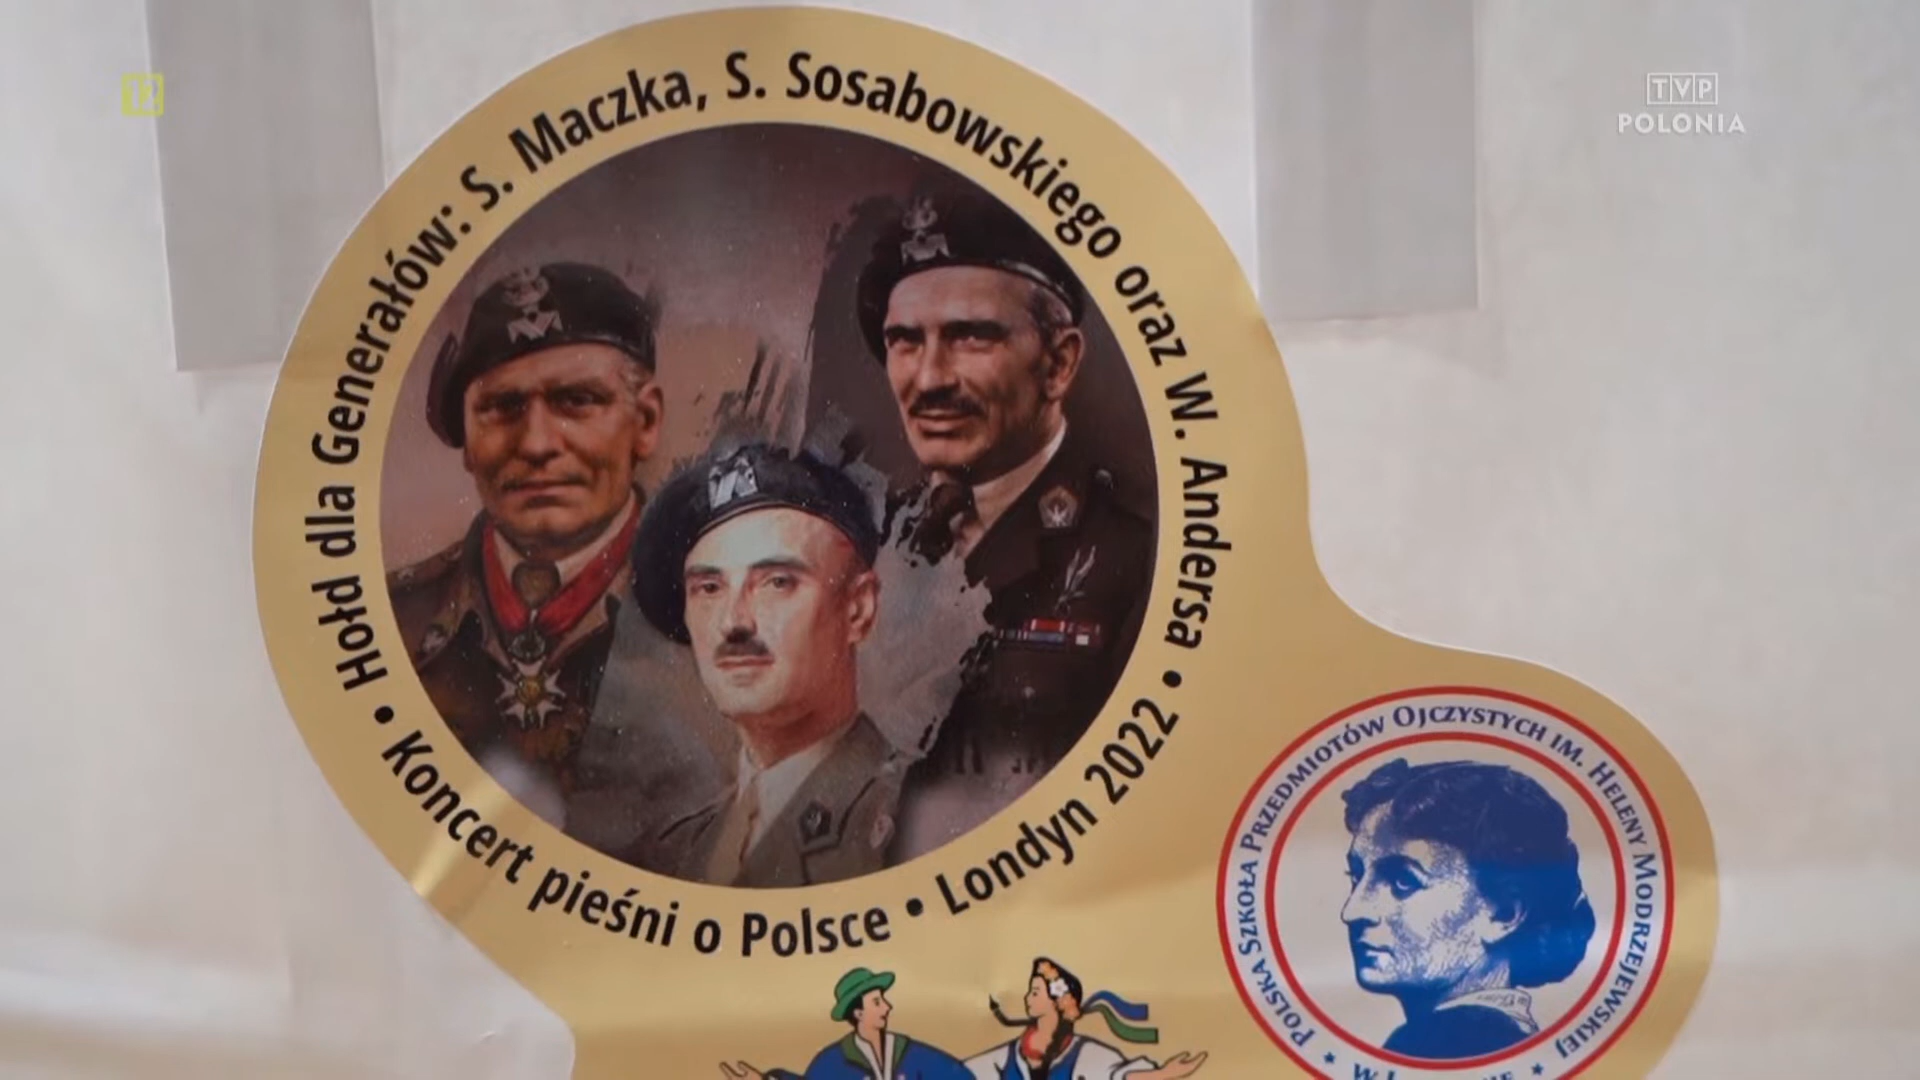 12
TVP
POLONIA
Hołd dla Generałów: S. Maczka, S. Sosabowskiego oraz W. Andersa •
• Koncert pieśni o Polsce • Londyn 2022
Polska Szkoła Przedmiotów Ojczystych im. Heleny Modrzejewskiej
w